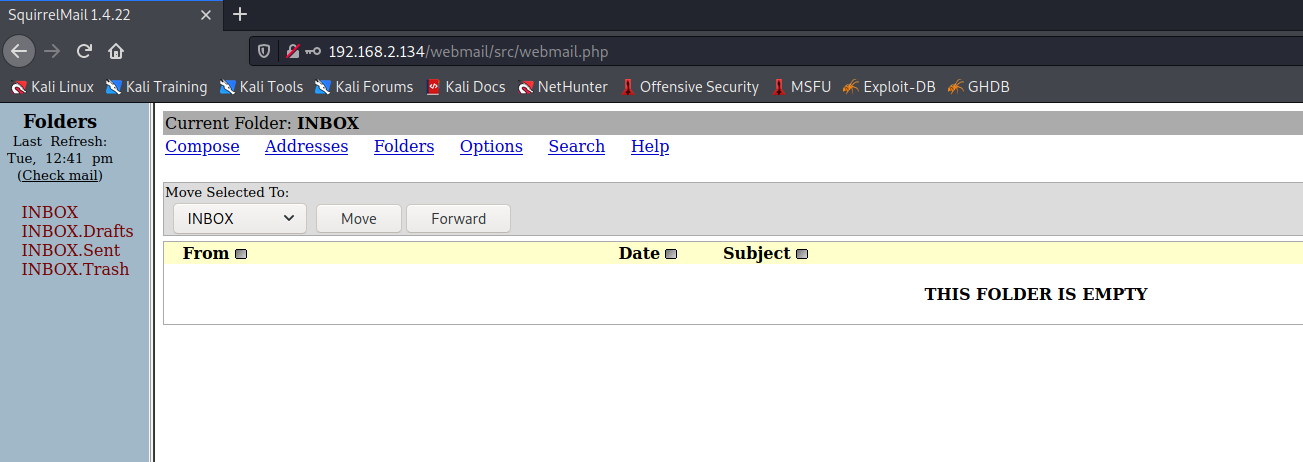 SquirrelMail 1.4.22
192.168.2.134/webmail/src/webmail.php
Kali Linux Kali Training Kali Tools Kali Forums Kali Docs NetHunter Offensive Security MSFU Exploit-DB GHDB
Folders
Last Refresh:
Tue, 12:41 pm
(Check mail)
INBOX
INBOX.Drafts
INBOX.Sent
INBOX.Trash
Current Folder: INBOX
Compose Addresses Folders Options Search Help
Move Selected To:
INBOX Move Forward
From Date Subject
THIS FOLDER IS EMPTY